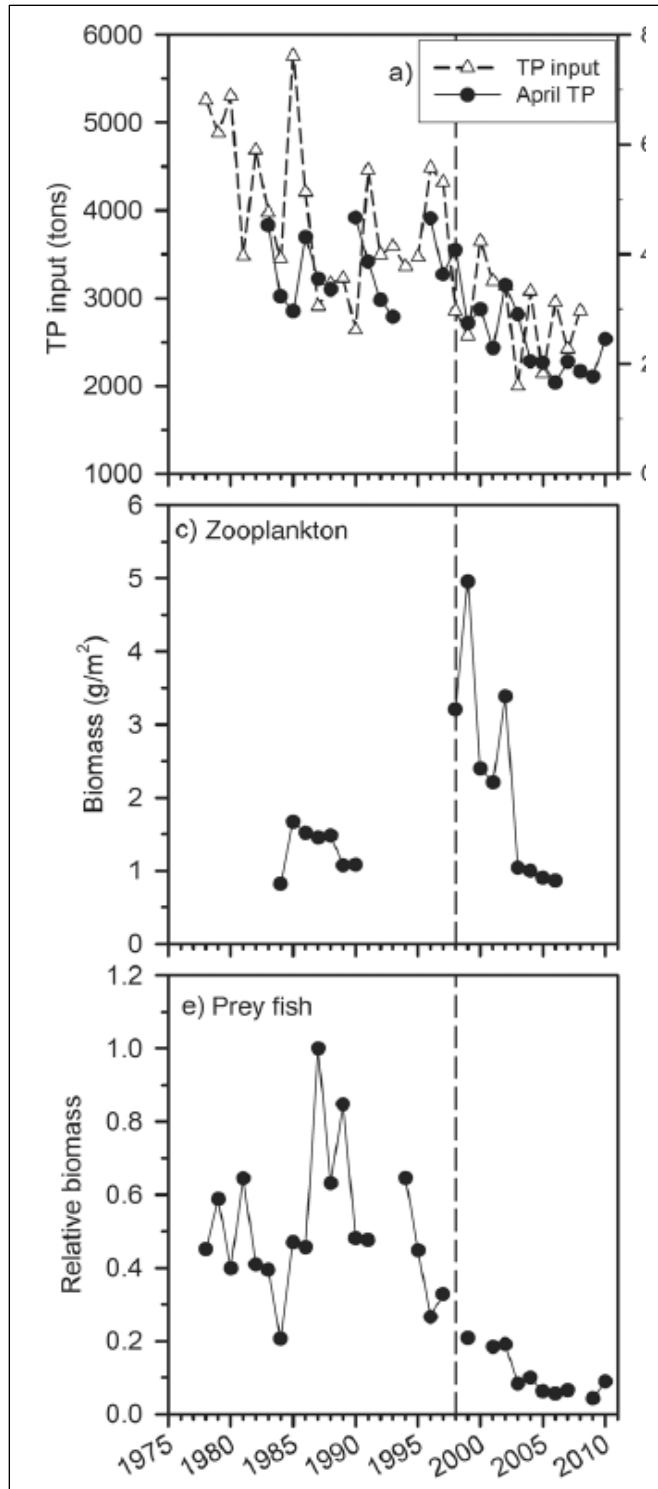 6000
5000
4000
3000
2000
1000
TP input (tons)
a)
TP input
April TP
8
6
4
2
0
c) Zooplankton
6
5
4
3
2
1
0
Biomass (g/m²)
e) Prey fish
1.2
1.0
0.8
0.6
0.4
0.2
0.0
Relative biomass
1975 1980 1985 1990 1995 2000 2005 2010